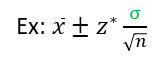 Ex: x̄ ± z* σ/√n